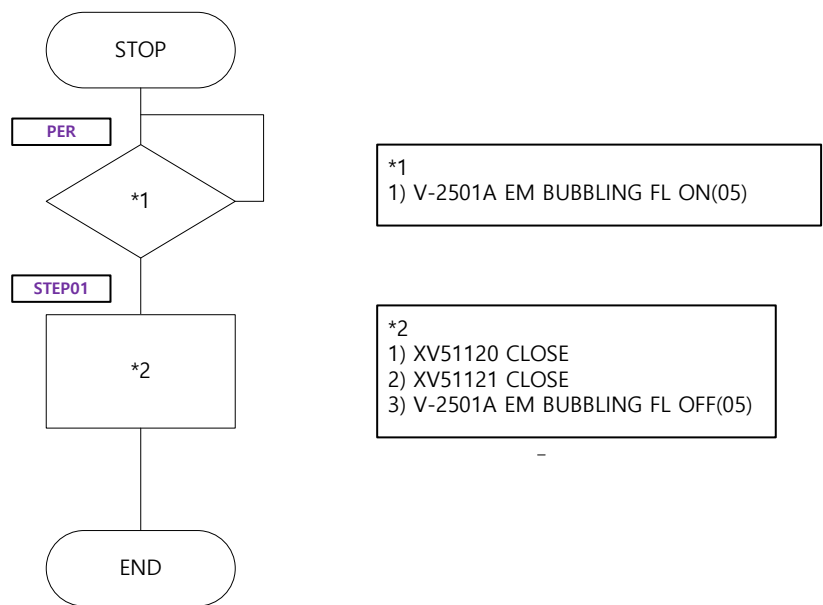 STOP
PER
*1
*1
1) V-2501A EM BUBBLING FL ON(05)
STEP01
*2
*2
1) XV51120 CLOSE
2) XV51121 CLOSE
3) V-2501A EM BUBBLING FL OFF(05)
–
END